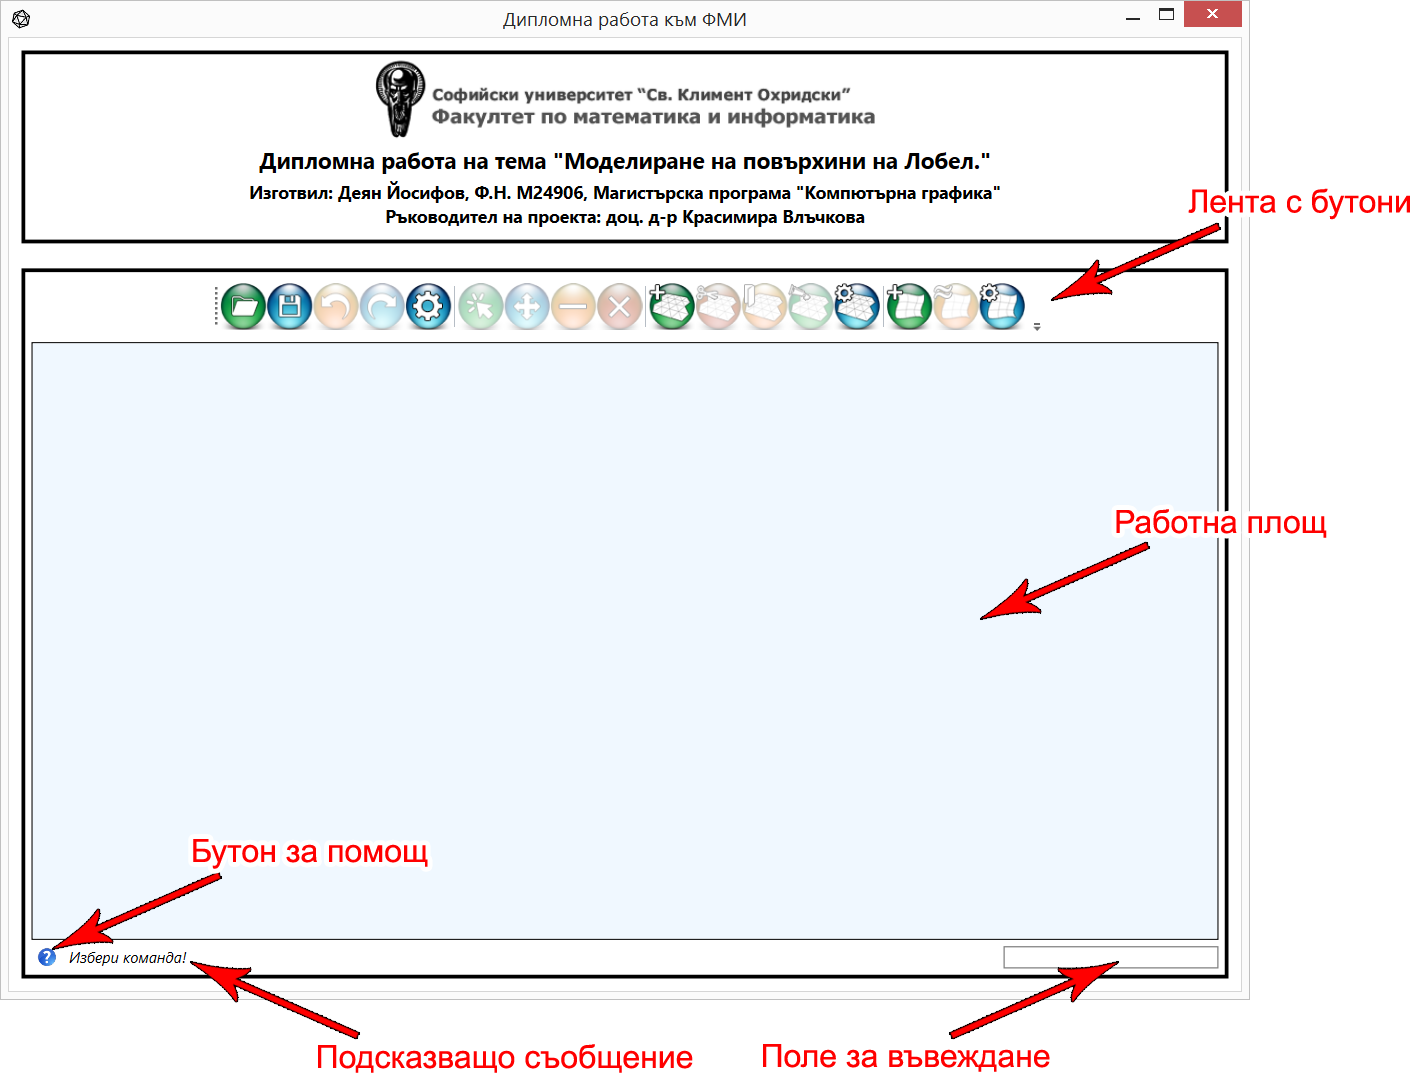 Дипломна работа към ФМИ
Софийски университет “Св. Климент Охридски”
Факултет по математика и информатика
Дипломна работа на тема "Моделиране на повърхини на Лобел."
Изготвил: Деян Йосифов, Ф.Н. М24906, Магистърска програма "Компютърна графика"
Ръководител на проекта: доц. д-р Красимира Влъчкова
Лента с бутони
Работна площ
Бутон за помощ
? Избери команда!
Подсказващо съобщение
Поле за въвеждане